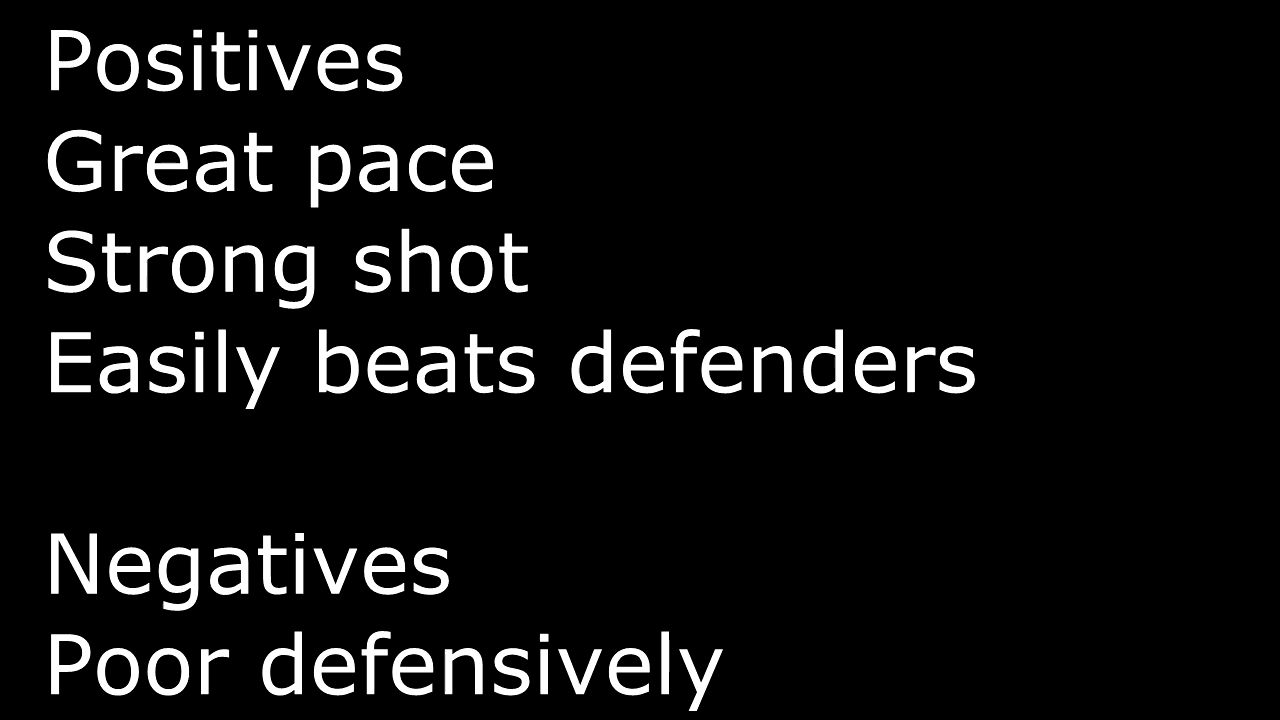 Positives
Great pace
Strong shot
Easily beats defenders
Negatives
Poor defensively